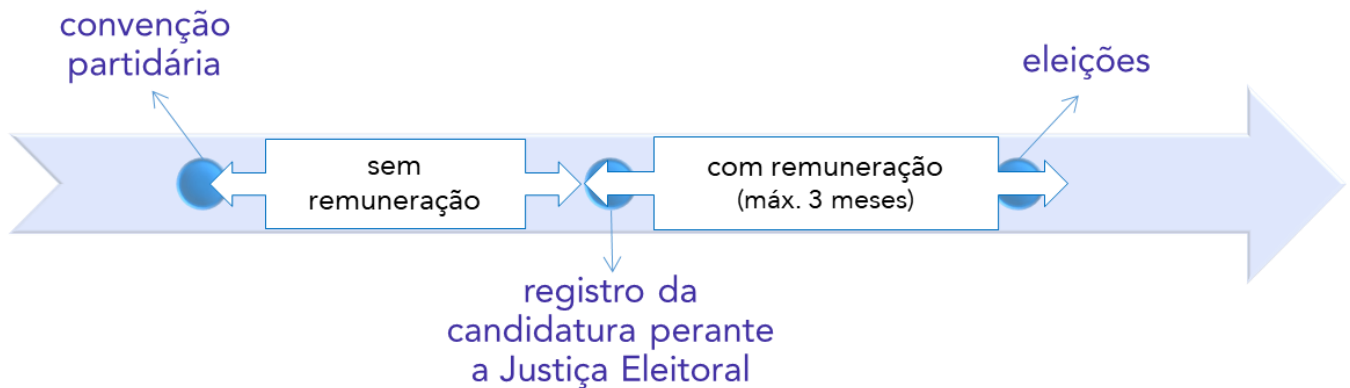 convenção
partidária
eleições
sem
remuneração
com remuneração
(máx. 3 meses)
registro da
candidatura perante
a Justiça Eleitoral